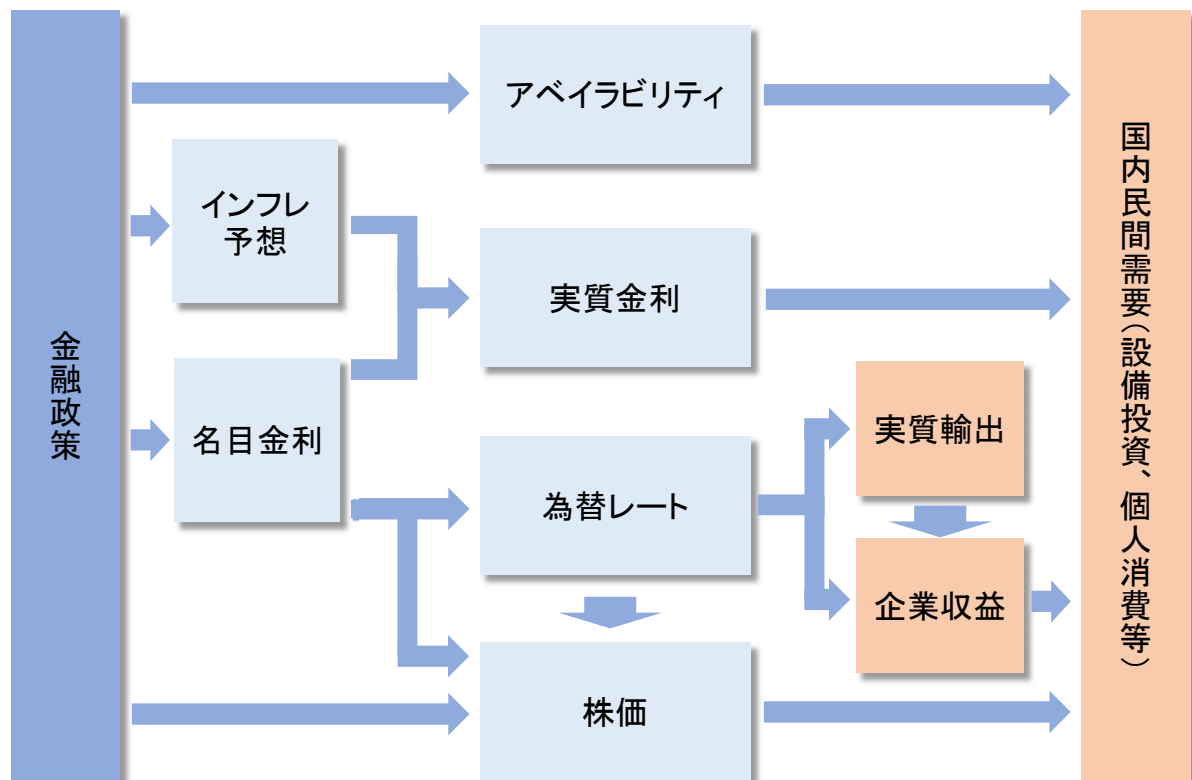 金融政策
アベイラビリティ
インフレ
予想
実質金利
名目金利
為替レート
実質輸出
企業収益
株価
国内民間需要(設備投資、個人消費等)